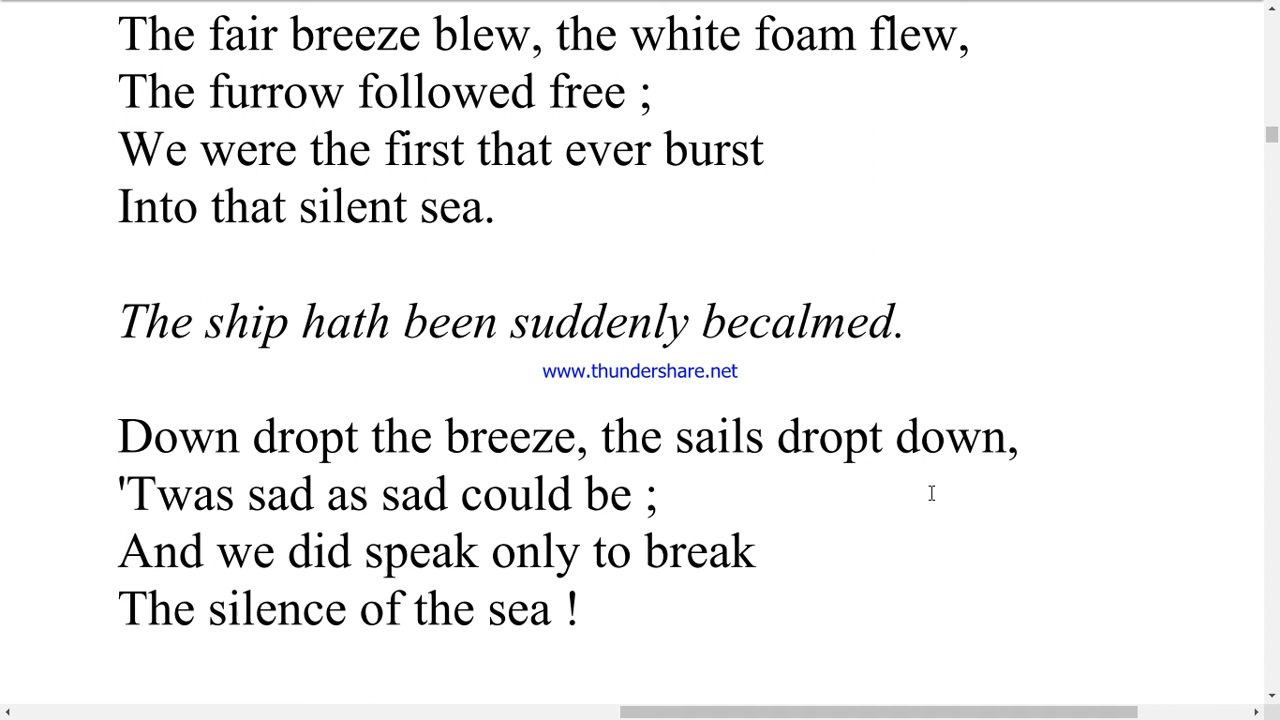 The fair breeze blew, the white foam flew,
The furrow followed free ;
We were the first that ever burst
Into that silent sea.
The ship hath been suddenly becalmed.
www.thundershare.net
Down dropt the breeze, the sails dropt down,
'Twas sad as sad could be ;
And we did speak only to break
The silence of the sea !